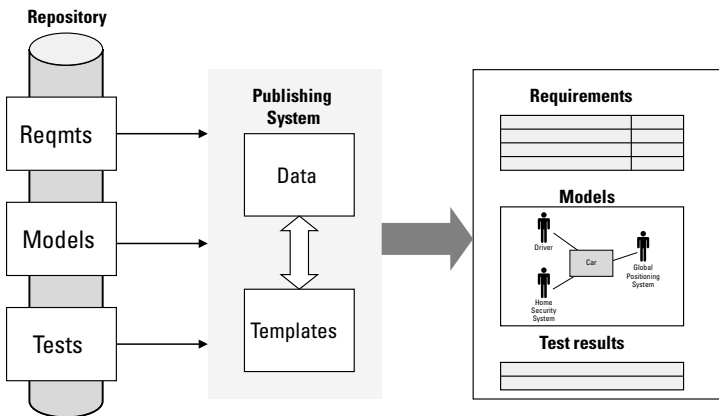 Repository
Reqmts
Models
Tests
Publishing
System
Data
Templates
Requirements
Models
Driver
Car
Global
Positioning
System
Home
Security
System
Test results